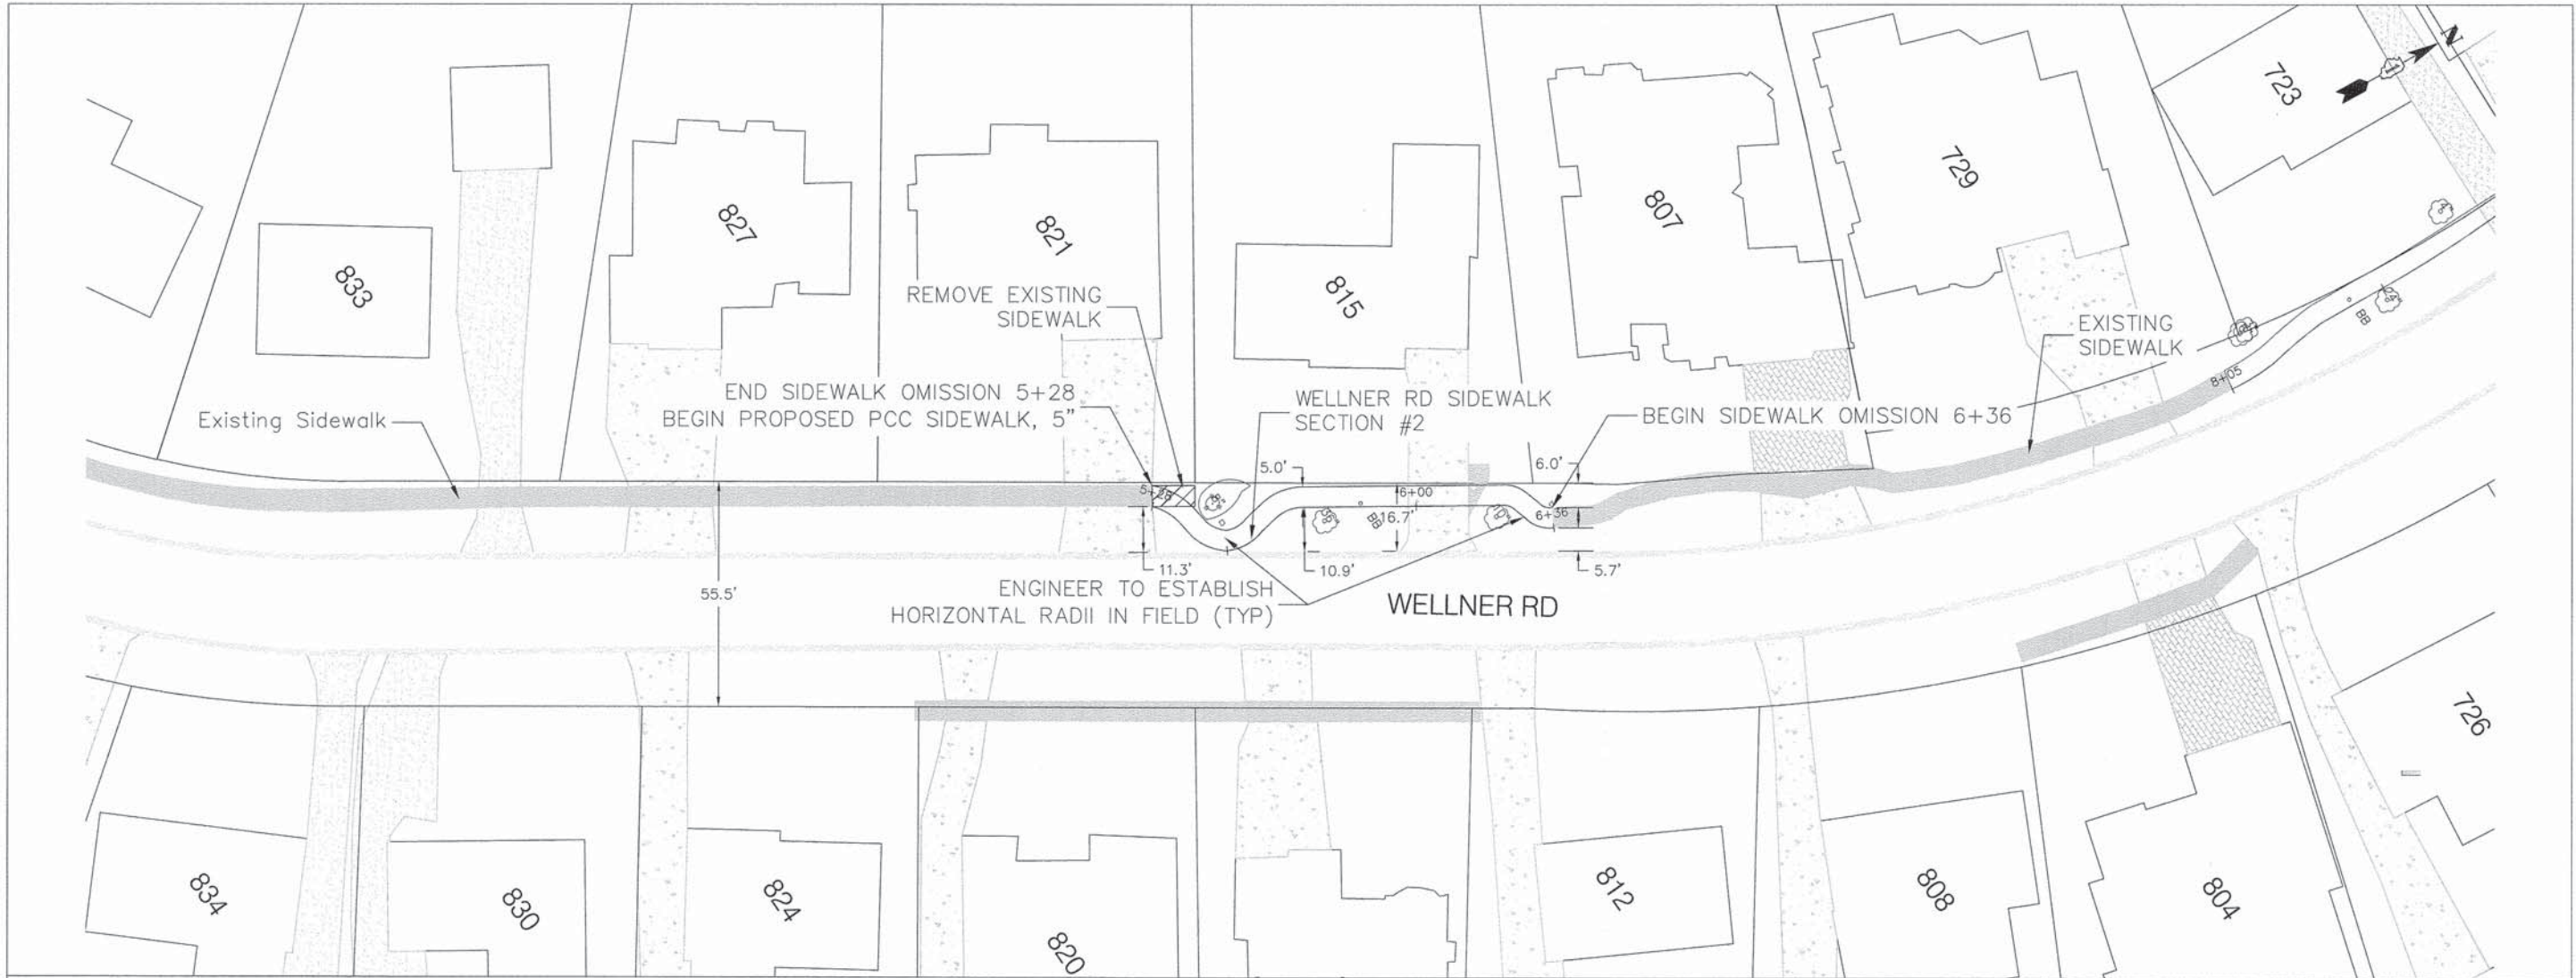 N
723
729
807
815
821
827
833
REMOVE EXISTING
SIDEWALK
EXISTING
SIDEWALK
END SIDEWALK OMISSION 5+28
BEGIN PROPOSED PCC SIDEWALK, 5"
WELLNER RD SIDEWALK
SECTION #2
BEGIN SIDEWALK OMISSION 6+36
Existing Sidewalk
8+05
5+28
5.0'
6+00
6.0'
6+36
16.7'
11.3'
10.9'
5.7'
55.5'
ENGINEER TO ESTABLISH
HORIZONTAL RADII IN FIELD (TYP)
WELLNER RD
BB
BB
726
834
830
824
820
812
808
804